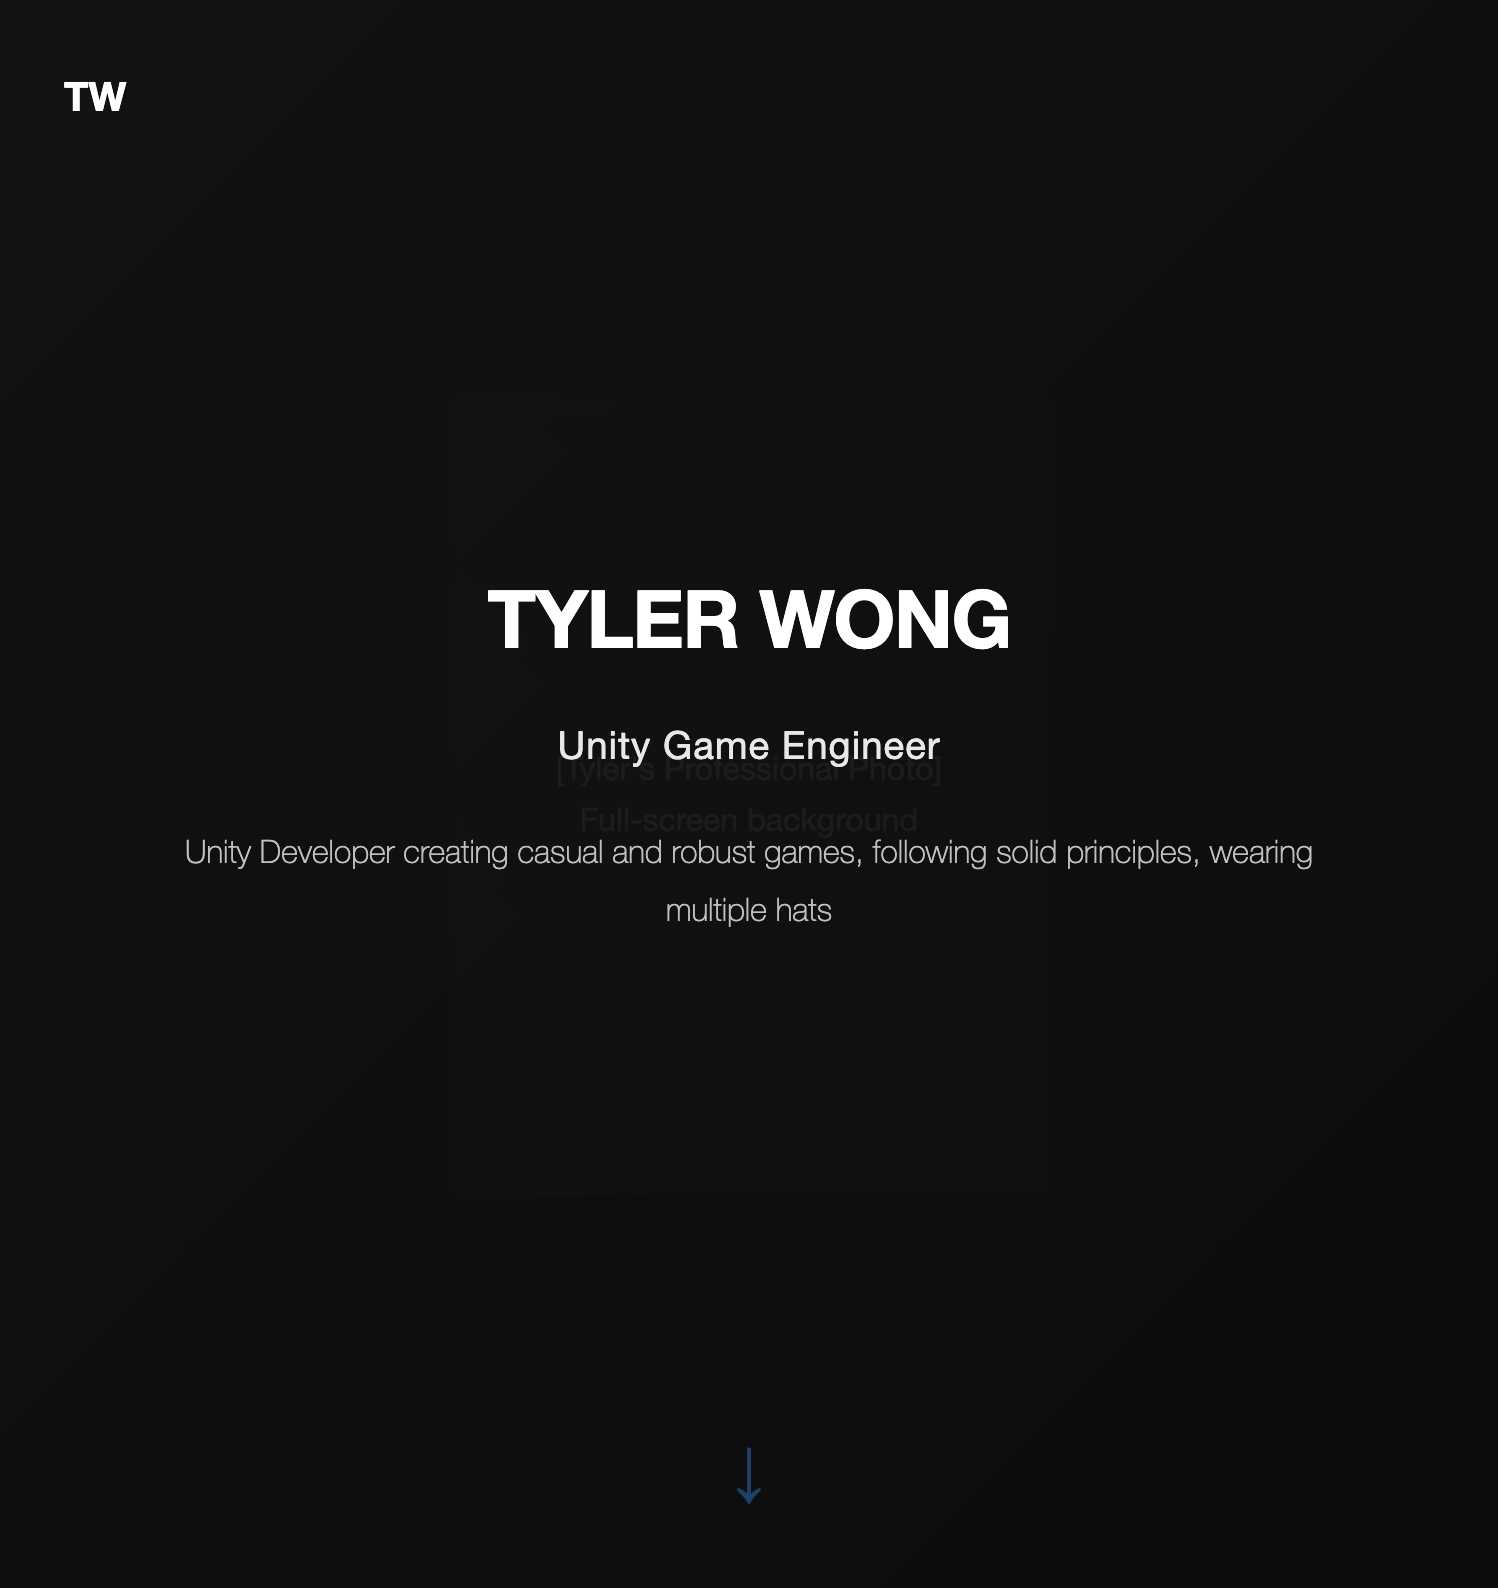 TW
TYLER WONG
Unity Game Engineer
[Tyler's Professional Photo]
Full-screen background
Unity Developer creating casual and robust games, following solid principles, wearing
multiple hats